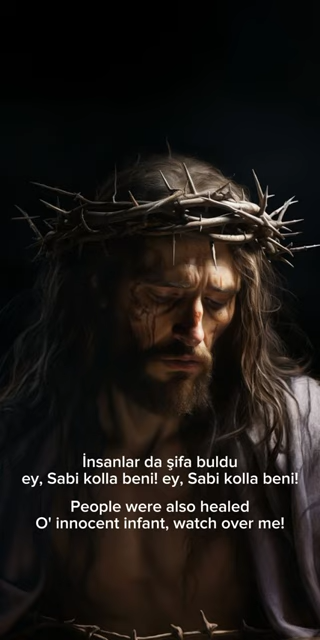 İnsanlar da şifa buldu
ey, Sabi kolla beni! ey, Sabi kolla beni!
People were also healed
O' innocent infant, watch over me!